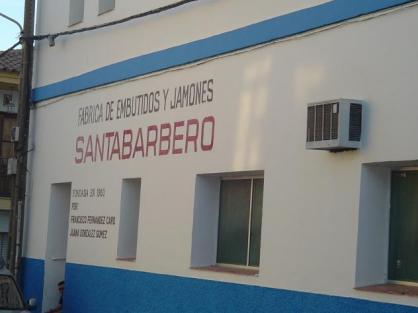 FABRICA DE EMBUTIDOS Y JAMONES
SANTABARBERO
FUNDADA EN 1960
POR:
FRANCISCO FERNANDEZ CARO
JUANA GONZALEZ GOMEZ